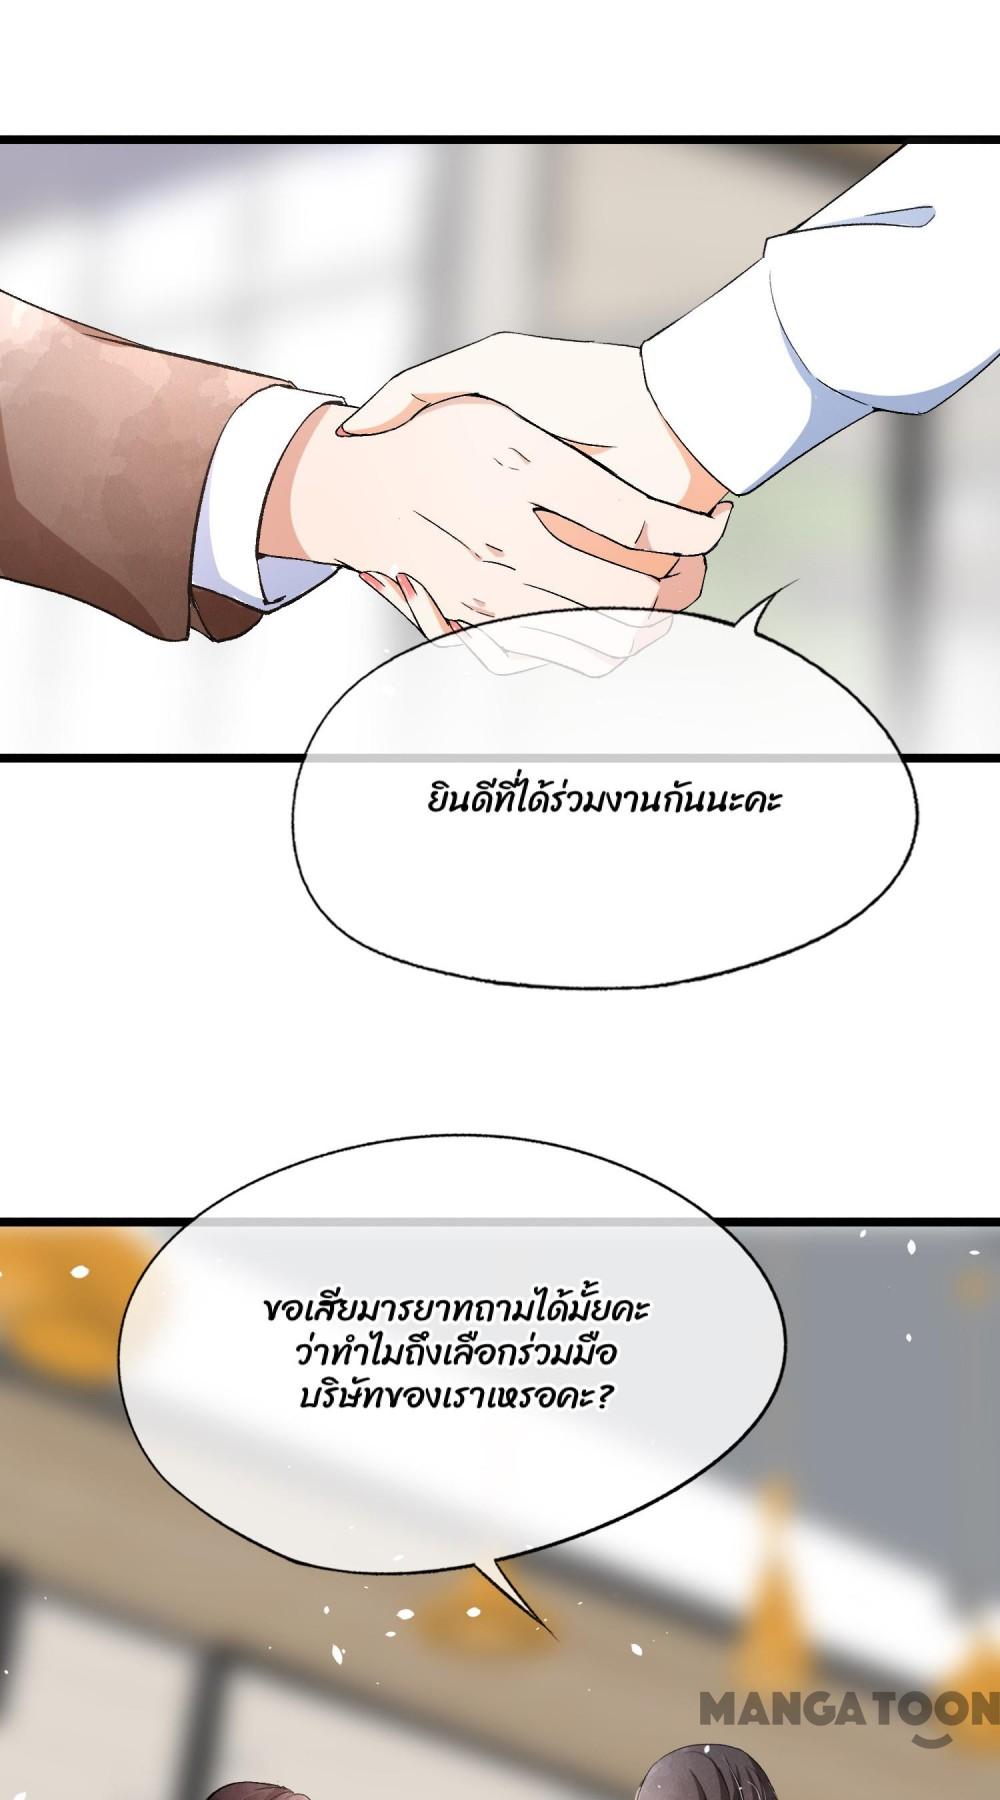 ยินดีที่ได้ร่วมงานกันนะคะ
ขอเสียมารยาทถามได้มั้ยคะ
ว่าทำไมถึงเลือกร่วมมือ
บริษัทของเราเหรอคะ?
MANGATOON